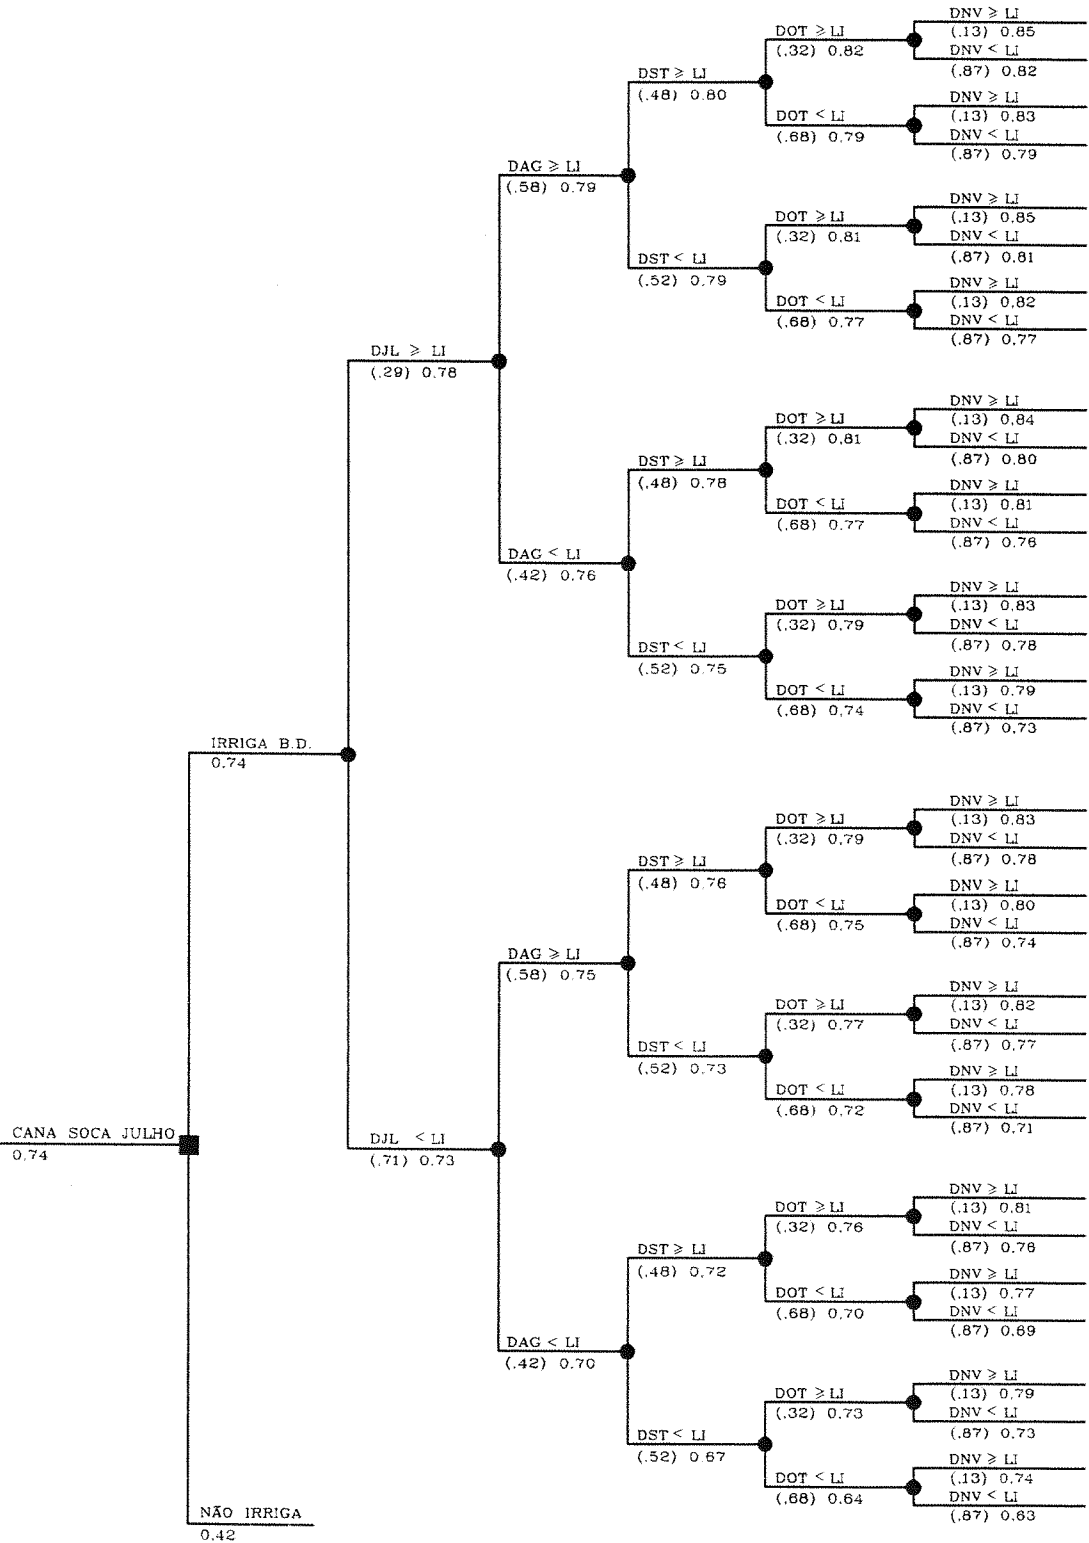 DNV ≥ LI
(.13) 0.85
DOT ≥ LI
(.32) 0.82
DNV < LI
(.87) 0.82
DST ≥ LI
(.48) 0.80
DNV ≥ LI
(.13) 0.83
DOT < LI
(.68) 0.79
DNV < LI
(.87) 0.79
DAG ≥ LI
(.58) 0.79
DNV ≥ LI
(.13) 0.85
DOT ≥ LI
(.32) 0.81
DNV < LI
(.87) 0.81
DST < LI
(.52) 0.79
DNV ≥ LI
(.13) 0.82
DOT < LI
(.68) 0.77
DNV < LI
(.87) 0.77
DJL ≥ LI
(.29) 0.78
DNV ≥ LI
(.13) 0.84
DOT ≥ LI
(.32) 0.81
DNV < LI
(.87) 0.80
DST ≥ LI
(.48) 0.78
DNV ≥ LI
(.13) 0.81
DOT < LI
(.68) 0.77
DNV < LI
(.87) 0.76
DAG < LI
(.42) 0.76
DNV ≥ LI
(.13) 0.83
DOT ≥ LI
(.32) 0.79
DNV < LI
(.87) 0.78
DST < LI
(.52) 0.75
DNV ≥ LI
(.13) 0.79
DOT < LI
(.68) 0.74
DNV < LI
(.87) 0.73
IRRIGA B.D.
0.74
DNV ≥ LI
(.13) 0.83
DOT ≥ LI
(.32) 0.79
DNV < LI
(.87) 0.78
DST ≥ LI
(.48) 0.76
DNV ≥ LI
(.13) 0.80
DOT < LI
(.68) 0.75
DNV < LI
(.87) 0.74
DAG ≥ LI
(.58) 0.75
DNV ≥ LI
(.13) 0.82
DOT ≥ LI
(.32) 0.77
DNV < LI
(.87) 0.77
DST < LI
(.52) 0.73
DNV ≥ LI
(.13) 0.78
DOT < LI
(.68) 0.72
DNV < LI
(.87) 0.71
CANA SOCA JULHO
0.74
DJL < LI
(.71) 0.73
DNV ≥ LI
(.13) 0.81
DOT ≥ LI
(.32) 0.76
DNV < LI
(.87) 0.76
DST ≥ LI
(.48) 0.72
DNV ≥ LI
(.13) 0.77
DOT < LI
(.68) 0.70
DNV < LI
(.87) 0.69
DAG < LI
(.42) 0.70
DNV ≥ LI
(.13) 0.79
DOT ≥ LI
(.32) 0.73
DNV < LI
(.87) 0.73
DST < LI
(.52) 0.67
DNV ≥ LI
(.13) 0.74
DOT < LI
(.68) 0.64
DNV < LI
(.87) 0.63
NÃO IRRIGA
0.42